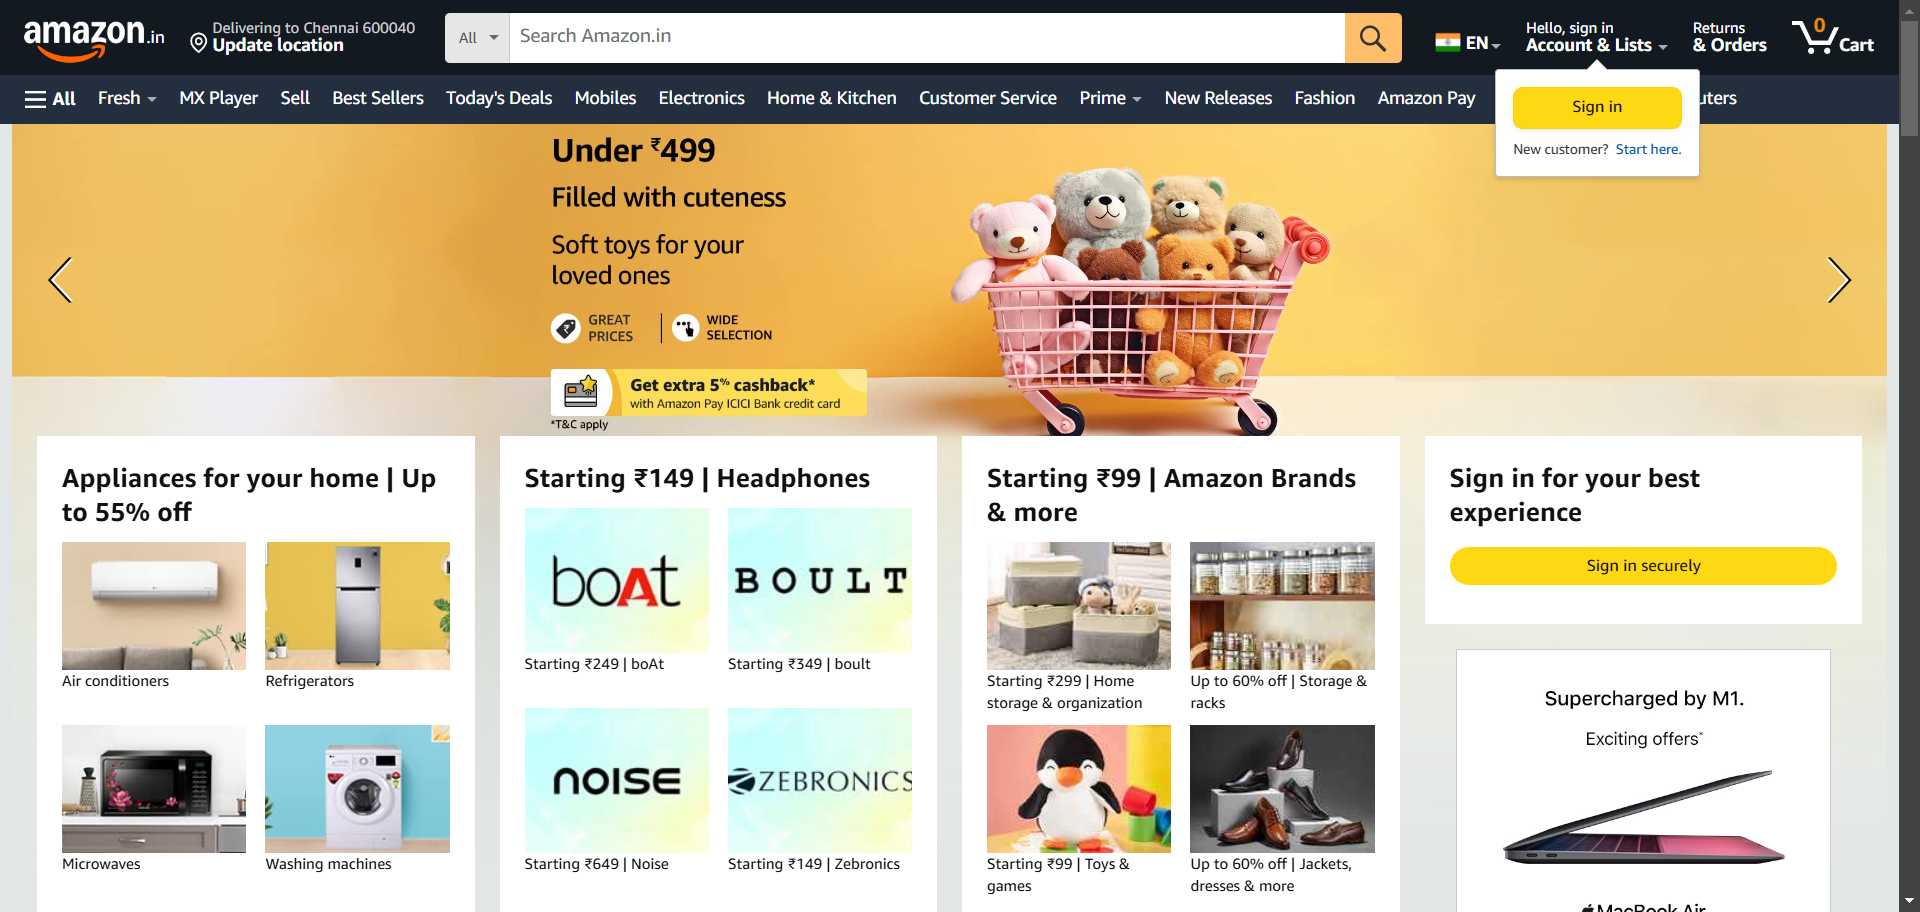 amazon.in
Delivering to Chennai 600040
Update location
All
Search Amazon.in
EN
Hello, sign in
Account & Lists
Returns
& Orders
0
Cart
All
Fresh
MX Player
Sell
Best Sellers
Today's Deals
Mobiles
Electronics
Home & Kitchen
Customer Service
Prime
New Releases
Fashion
Amazon Pay
uters
Sign in
New customer? Start here.
Under ₹499
Filled with cuteness
Soft toys for your
loved ones
GREAT
PRICES
WIDE
SELECTION
Get extra 5% cashback*
with Amazon Pay ICICI Bank credit card
*T&C apply
Appliances for your home | Up
to 55% off
Air conditioners
Refrigerators
Microwaves
Washing machines
Starting ₹149 | Headphones
boAt
BOULT
Starting ₹249 | boAt
Starting ₹349 | boult
noise
ZEBRONICS
Starting ₹649 | Noise
Starting ₹149 | Zebronics
Starting ₹99 | Amazon Brands
& more
Starting ₹299 | Home
storage & organization
Up to 60% off | Storage &
racks
Starting ₹99 | Toys &
games
Up to 60% off | Jackets,
dresses & more
Sign in for your best
experience
Sign in securely
Supercharged by M1.
Exciting offers*
MacBook Air